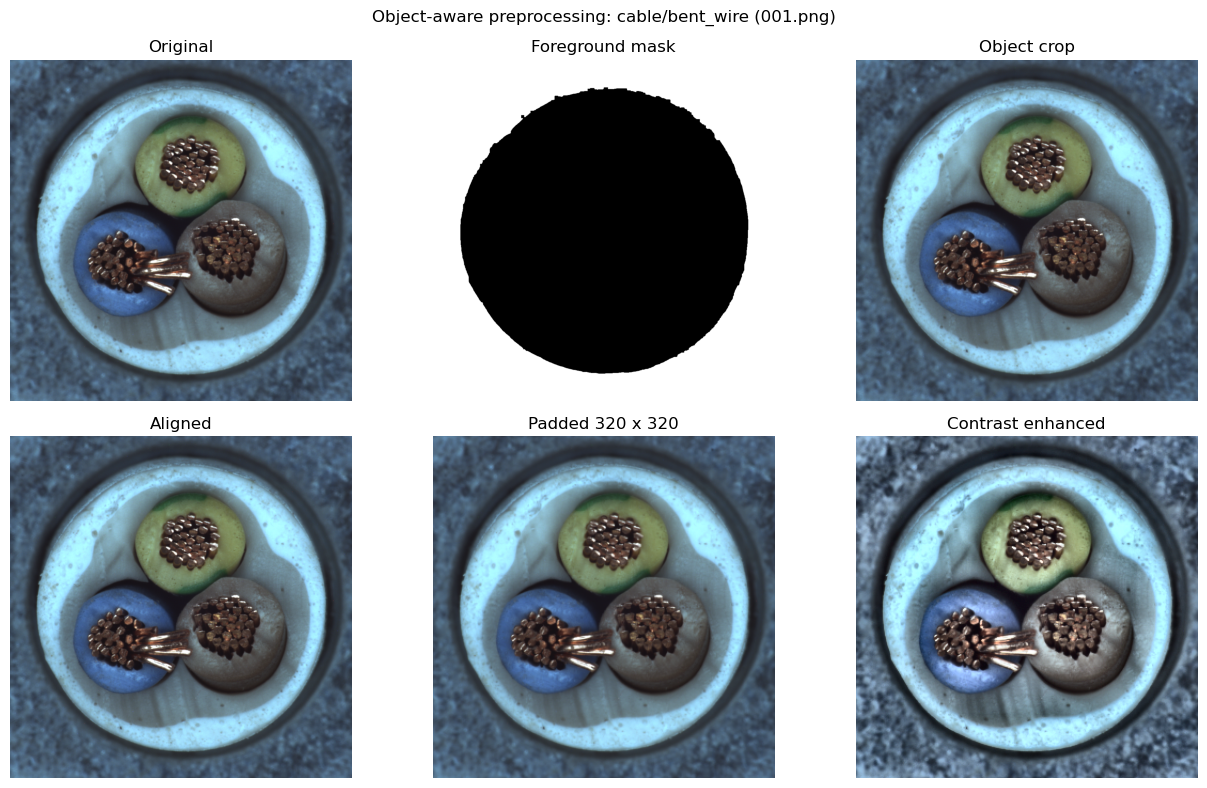 Object-aware preprocessing: cable/bent_wire (001.png)
Original
Foreground mask
Object crop
Aligned
Padded 320 x 320
Contrast enhanced